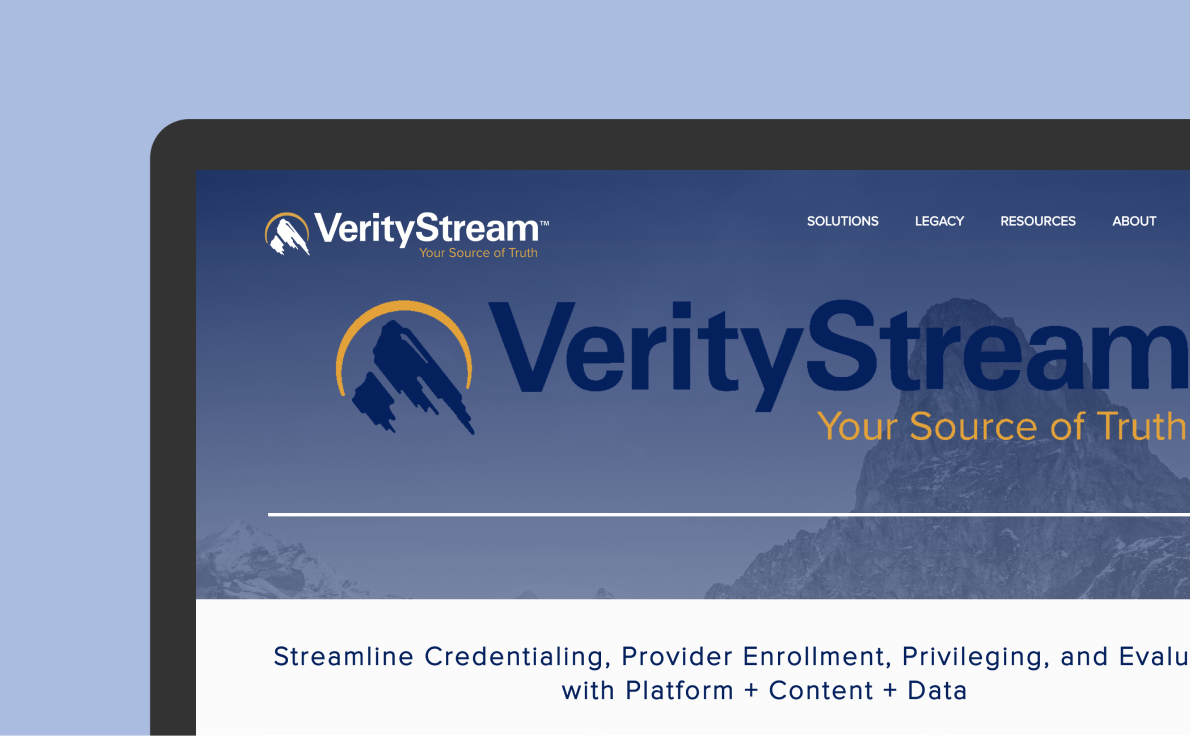 VerityStream™
Your Source of Truth
SOLUTIONS LEGACY RESOURCES ABOUT
VerityStream
Your Source of Truth
Streamline Credentialing, Provider Enrollment, Privileging, and Evalu
with Platform + Content + Data